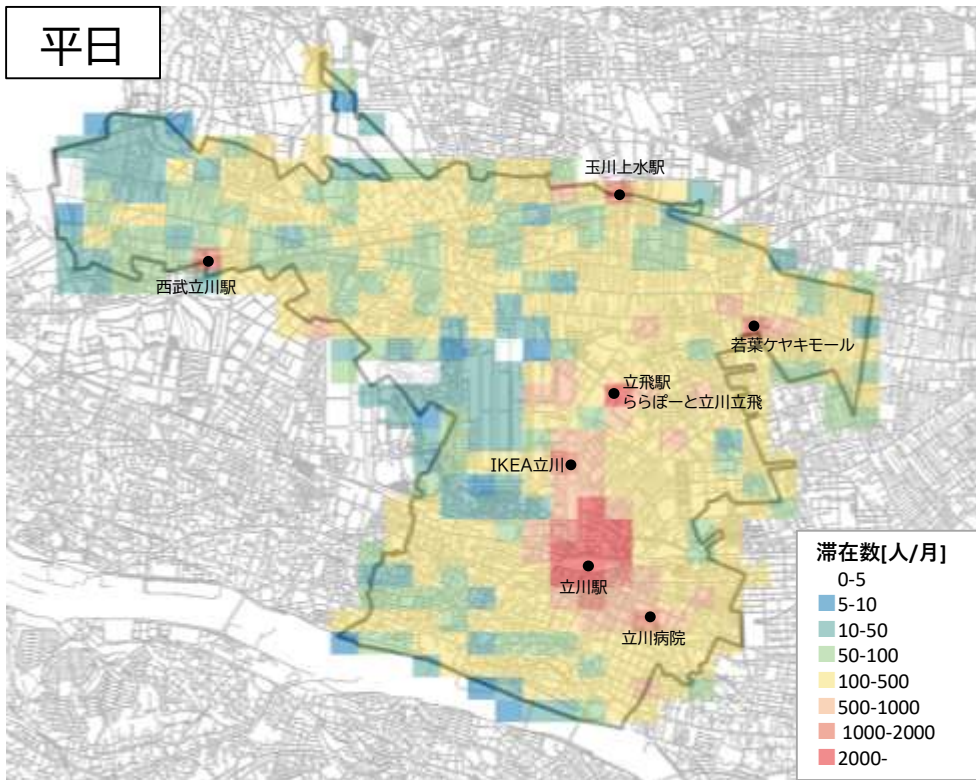 平日
玉川上水駅
西武立川駅
若葉ケヤキモール
立飛駅
ららぽーと立川立飛
IKEA立川
立川駅
立川病院
滞在数[人/月]
0-5
5-10
10-50
50-100
100-500
500-1000
1000-2000
2000-